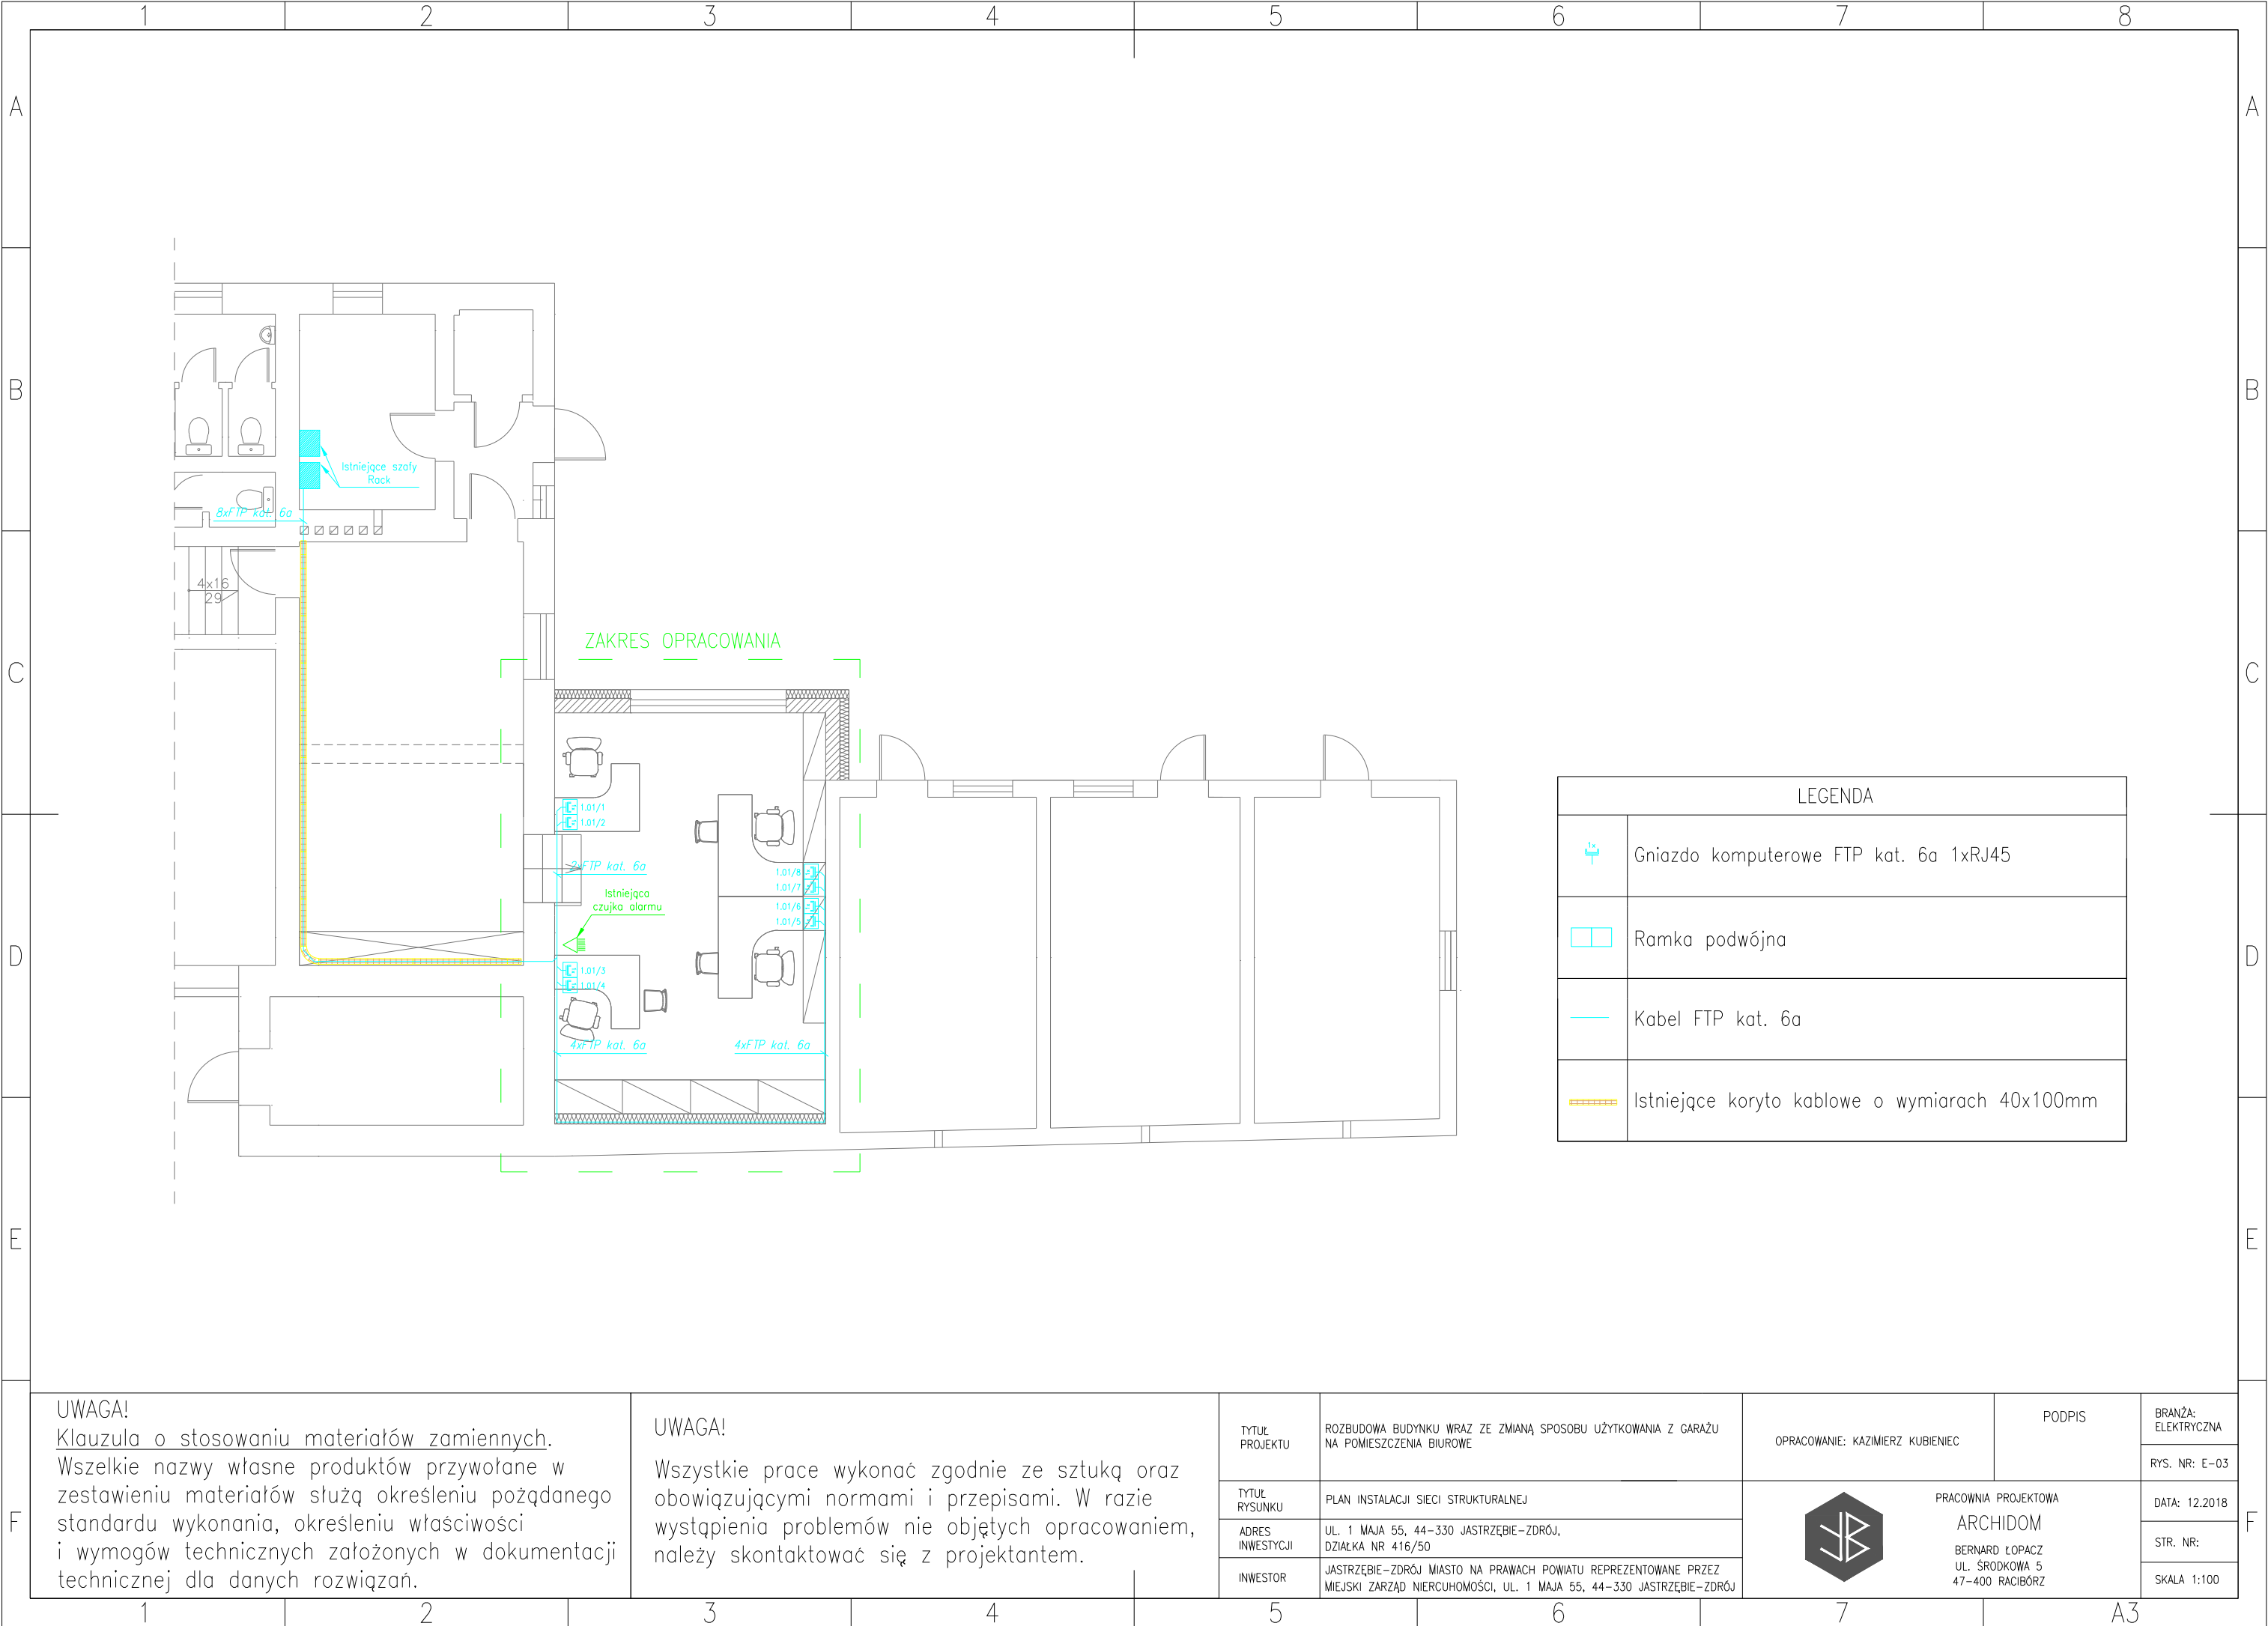 1 2 3 4 5 6 7 8
A A
B B
C C
D D
E E
F F
Istniejące szafy
Rack
8xFTP kat. 6a
4x16
29
ZAKRES OPRACOWANIA
1.01/1
1.01/2
2xFTP kat. 6a
Istniejąca
czujka alarmu
1.01/8
1.01/7
1.01/6
1.01/5
1.01/3
1.01/4
4xFTP kat. 6a
4xFTP kat. 6a
LEGENDA
1x
Gniazdo komputerowe FTP kat. 6a 1xRJ45
Ramka podwójna
Kabel FTP kat. 6a
Istniejące koryto kablowe o wymiarach 40x100mm
UWAGA!
Klauzula o stosowaniu materiałów zamiennych.
Wszelkie nazwy własne produktów przywołane w
zestawieniu materiałów służą określeniu pożądanego
standardu wykonania, określeniu właściwości
i wymogów technicznych założonych w dokumentacji
technicznej dla danych rozwiązań.
UWAGA!
Wszystkie prace wykonać zgodnie ze sztuką oraz
obowiązującymi normami i przepisami. W razie
wystąpienia problemów nie objętych opracowaniem,
należy skontaktować się z projektantem.
TYTUŁ
PROJEKTU
ROZBUDOWA BUDYNKU WRAZ ZE ZMIANĄ SPOSOBU UŻYTKOWANIA Z GARAŻU
NA POMIESZCZENIA BIUROWE
TYTUŁ
RYSUNKU
PLAN INSTALACJI SIECI STRUKTURALNEJ
ADRES
INWESTYCJI
UL. 1 MAJA 55, 44-330 JASTRZĘBIE-ZDRÓJ,
DZIAŁKA NR 416/50
INWESTOR
JASTRZĘBIE-ZDRÓJ MIASTO NA PRAWACH POWIATU REPREZENTOWANE PRZEZ
MIEJSKI ZARZĄD NIERCUHOMOŚCI, UL. 1 MAJA 55, 44-330 JASTRZĘBIE-ZDRÓJ
OPRACOWANIE: KAZIMIERZ KUBIENIEC
PODPIS
PRACOWNIA PROJEKTOWA
ARCHIDOM
BERNARD ŁOPACZ
UL. ŚRODKOWA 5
47-400 RACIBÓRZ
BRANŻA:
ELEKTRYCZNA
RYS. NR: E-03
DATA: 12.2018
STR. NR:
SKALA 1:100
1 2 3 4 5 6 7 A3